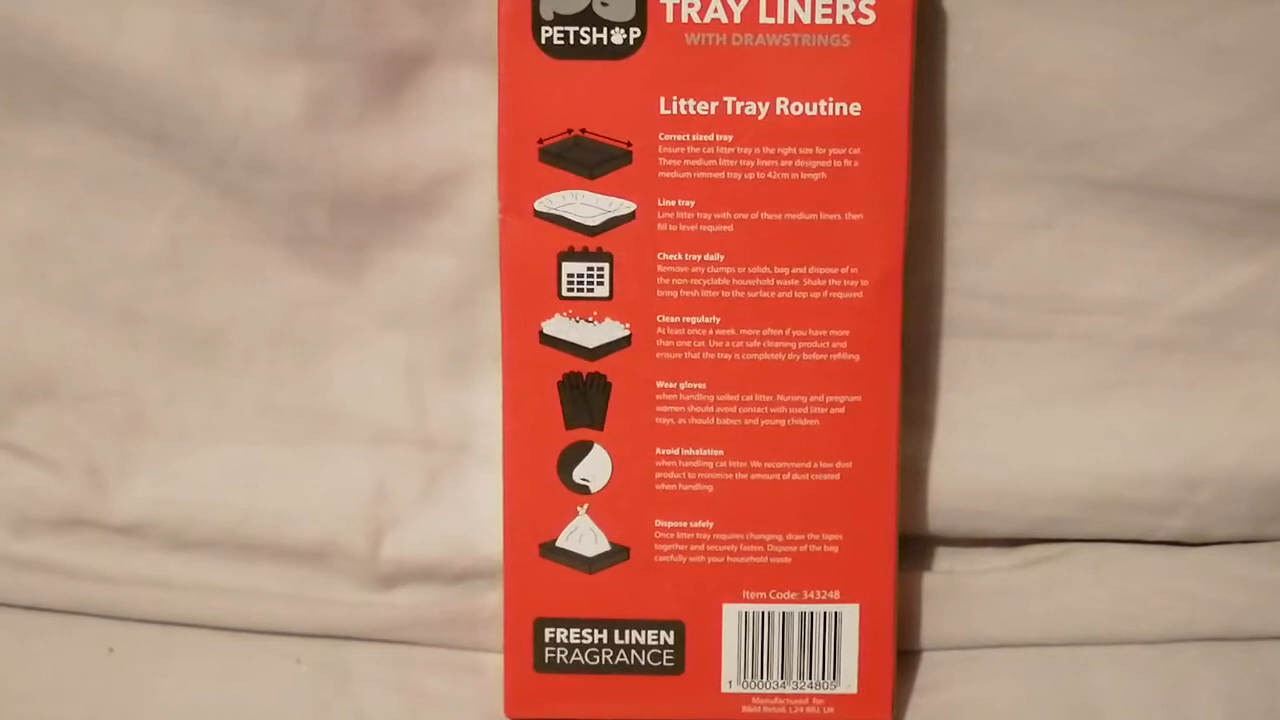 PETSHOP
TRAY LINERS
WITH DRAWSTRINGS
Litter Tray Routine
Correct sized tray
Ensure the cat litter tray is the right size for your cat.
These medium litter tray liners are designed to fit a
medium rimmed tray up to 42cm in length
Line tray
Line litter tray with one of these medium liners, then
fill to level required.
Check tray daily
Remove any clumps or solids, bag and dispose of in
the non-recyclable household waste. Shake the tray to
bring fresh litter to the surface and top up if required.
Clean regularly
At least once a week, more often if you have more
than one cat. Use a cat safe cleaning product and
ensure that the tray is completely dry before refilling.
Wear gloves
when handling soiled cat litter. Nursing and pregnant
women should avoid contact with used litter and
trays, as should babies and young children.
Avoid inhalation
when handling cat litter. We recommend a low dust
product to minimise the amount of dust created
when handling.
Dispose safely
Once litter tray requires changing, draw the tapes
together and securely fasten. Dispose of the bag
carefully with your household waste
Item Code: 343248
FRESH LINEN
FRAGRANCE
1 000034 324805
Manufactured for:
B&M Retail, L24 8RJ, UK